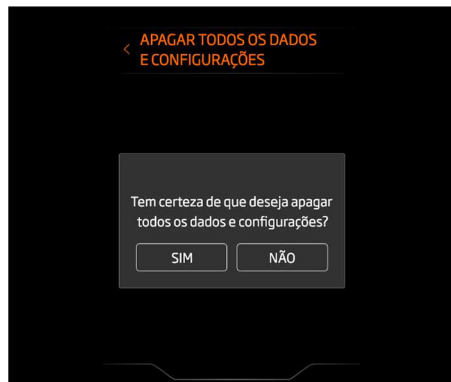 APAGAR TODOS OS DADOS
E CONFIGURAÇÕES
Tem certeza de que deseja apagar
todos os dados e configurações?
SIM
NÃO